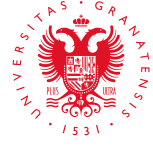 UNIVERSITAS · GRANATENSIS
PLUS ULTRA
· 1531 ·